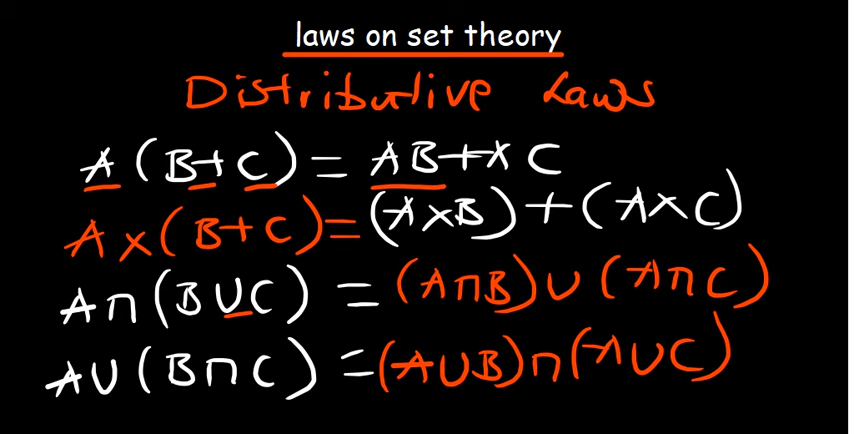 laws on set theory
Distributive Laws
A (B+C) = AB+AC
A×(B+C)=(A×B)+(A×C)
A∩(B∪C) = (A∩B)∪(A∩C)
A∪(B∩C) =(A∪B)∩(A∪C)